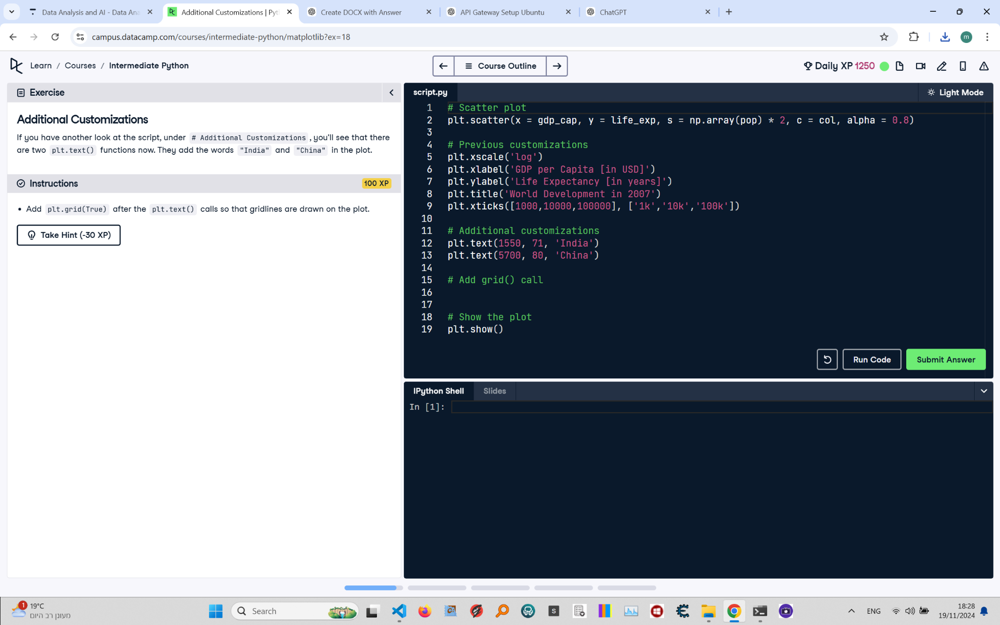 Data Analysis and AI - Data Ana
Additional Customizations | Pyt
Create DOCX with Answer
API Gateway Setup Ubuntu
ChatGPT
campus.datacamp.com/courses/intermediate-python/matplotlib?ex=18
m
Learn / Courses / Intermediate Python
Course Outline
Daily XP 1250
Exercise
Additional Customizations
If you have another look at the script, under # Additional Customizations , you'll see that there
are two plt.text() functions now. They add the words "India" and "China" in the plot.
Instructions
100 XP
• Add plt.grid(True) after the plt.text() calls so that gridlines are drawn on the plot.
Take Hint (-30 XP)
script.py
Light Mode
1 # Scatter plot
2 plt.scatter(x = gdp_cap, y = life_exp, s = np.array(pop) * 2, c = col, alpha = 0.8)
3
4 # Previous customizations
5 plt.xscale('log')
6 plt.xlabel('GDP per Capita [in USD]')
7 plt.ylabel('Life Expectancy [in years]')
8 plt.title('World Development in 2007')
9 plt.xticks([1000,10000,100000], ['1k','10k','100k'])
10
11 # Additional customizations
12 plt.text(1550, 71, 'India')
13 plt.text(5700, 80, 'China')
14
15 # Add grid() call
16
17
18 # Show the plot
19 plt.show()
Run Code
Submit Answer
IPython Shell
Slides
In [1]:
1
19°C
מעונן רב היום
Search
S
ENG
18:28
19/11/2024